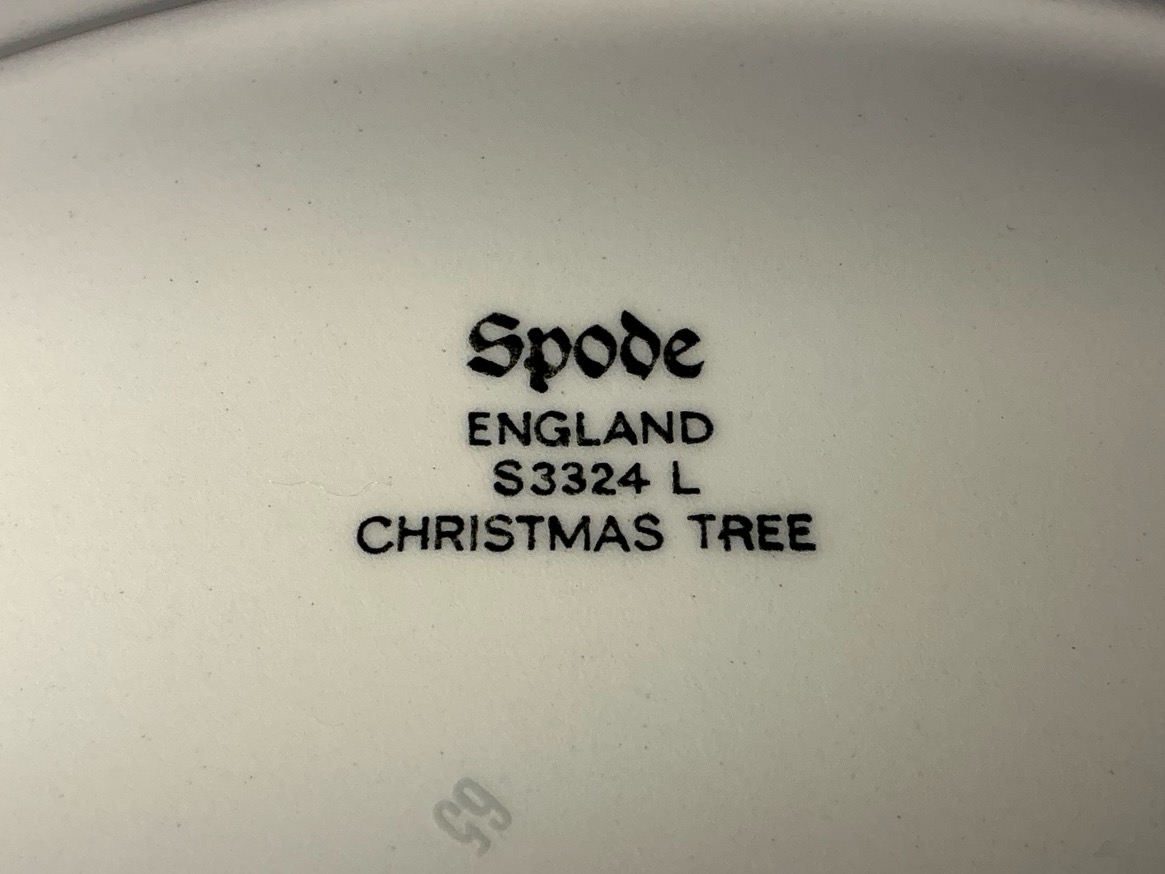 Spode
ENGLAND
S3324 L
CHRISTMAS TREE